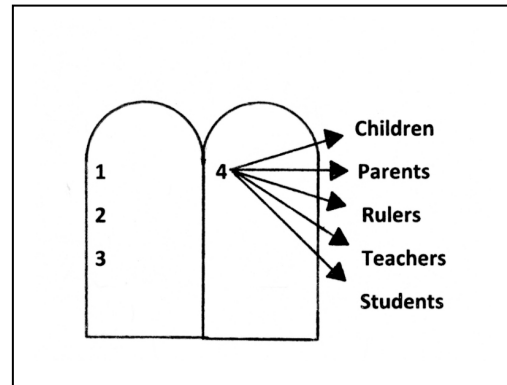 1
2
3
4
Children
Parents
Rulers
Teachers
Students